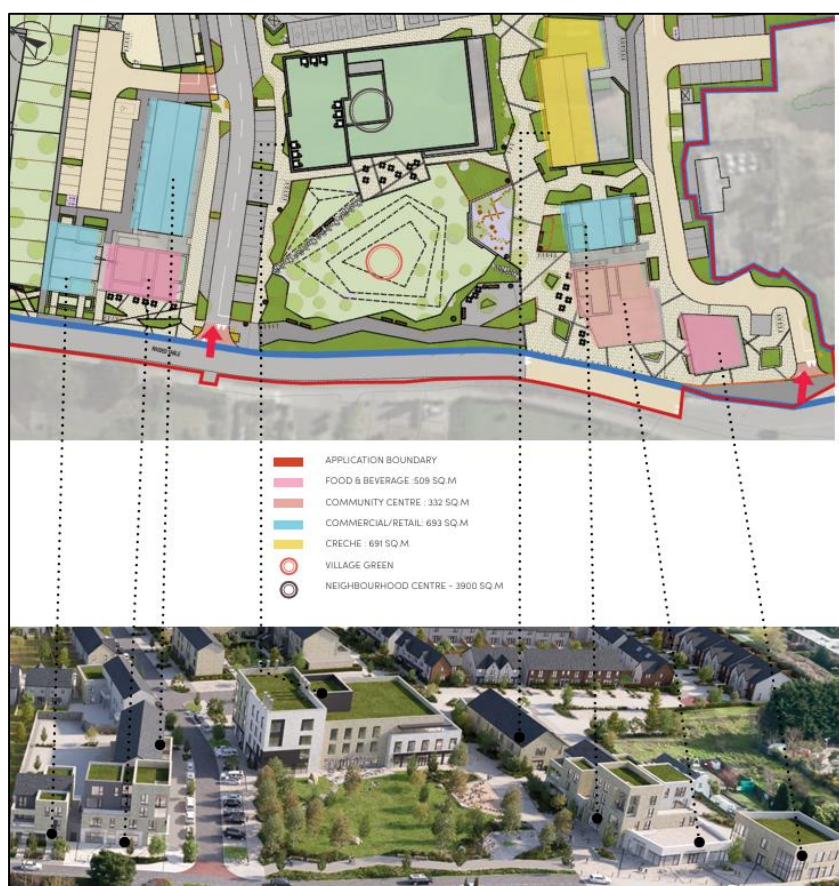 APPLICATION BOUNDARY
FOOD & BEVERAGE :509 SQ.M
COMMUNITY CENTRE : 332 SQ.M
COMMERCIAL/RETAIL: 693 SQ.M
CRECHE : 691 SQ.M
VILLAGE GREEN
NEIGHBOURHOOD CENTRE - 3900 SQ.M